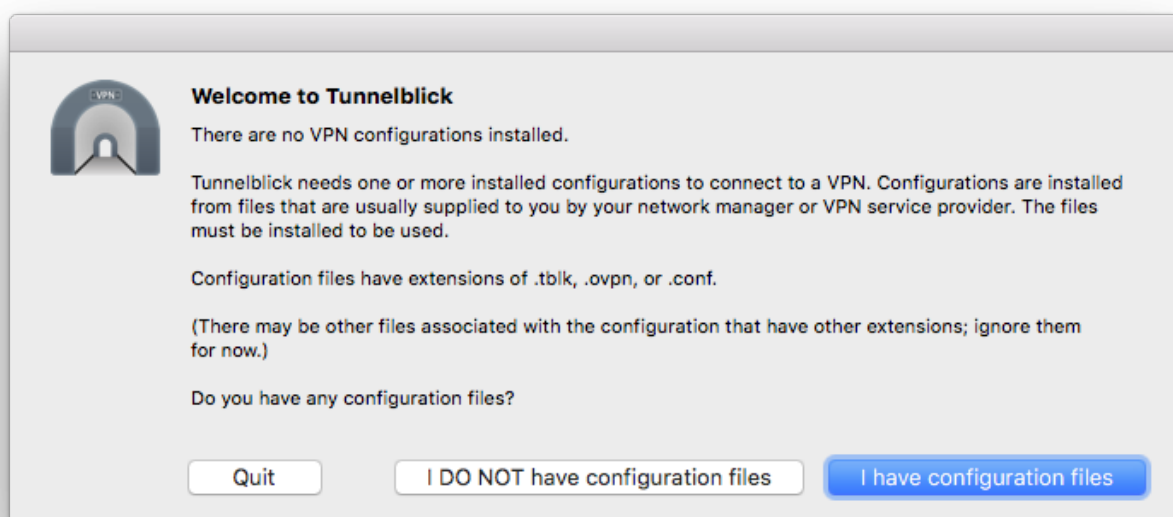 VPN
Welcome to Tunnelblick
There are no VPN configurations installed.
Tunnelblick needs one or more installed configurations to connect to a VPN. Configurations are installed
from files that are usually supplied to you by your network manager or VPN service provider. The files
must be installed to be used.
Configuration files have extensions of .tblk, .ovpn, or .conf.
(There may be other files associated with the configuration that have other extensions; ignore them
for now.)
Do you have any configuration files?
Quit
I DO NOT have configuration files
I have configuration files